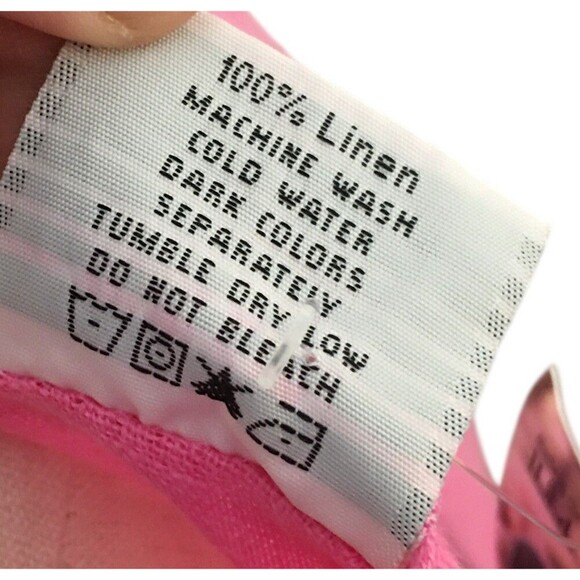 100% Linen
MACHINE WASH
COLD WATER
DARK COLORS
SEPARATELY
TUMBLE DRY LOW
DO NOT BLEACH